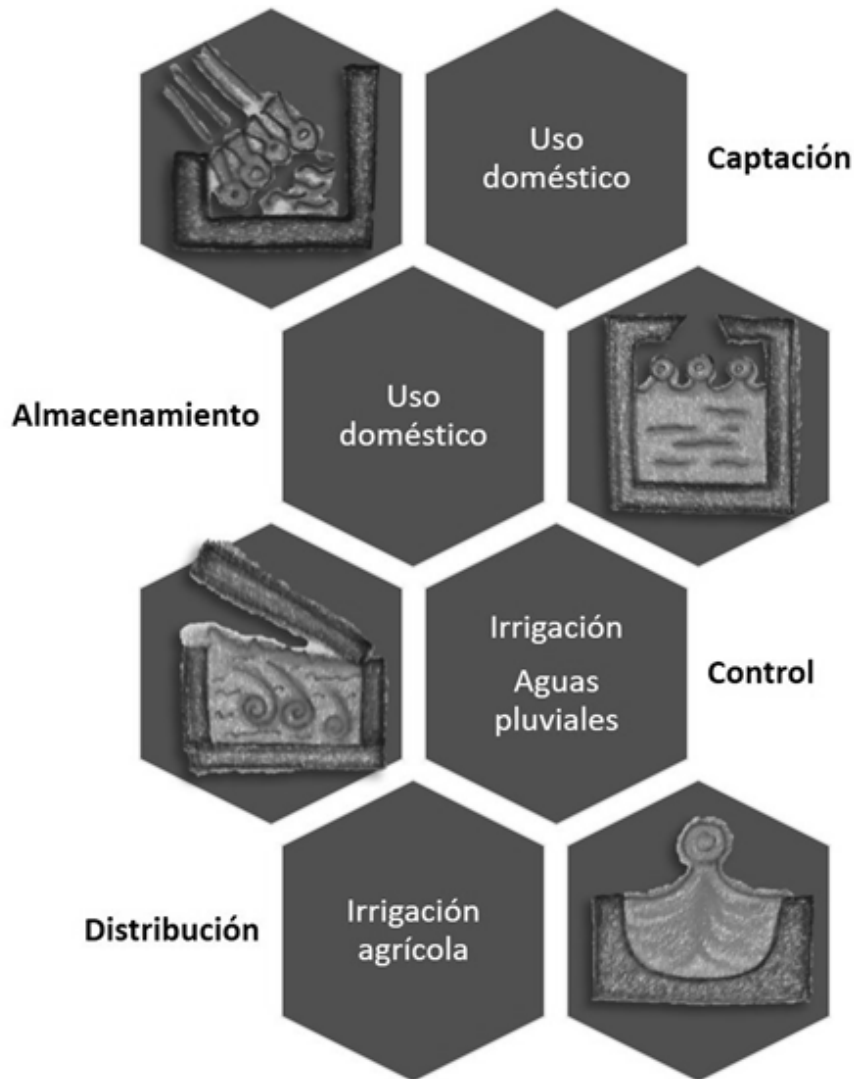 Uso
doméstico
Captación
Almacenamiento
Uso
doméstico
Irrigación
Aguas
pluviales
Control
Distribución
Irrigación
agrícola